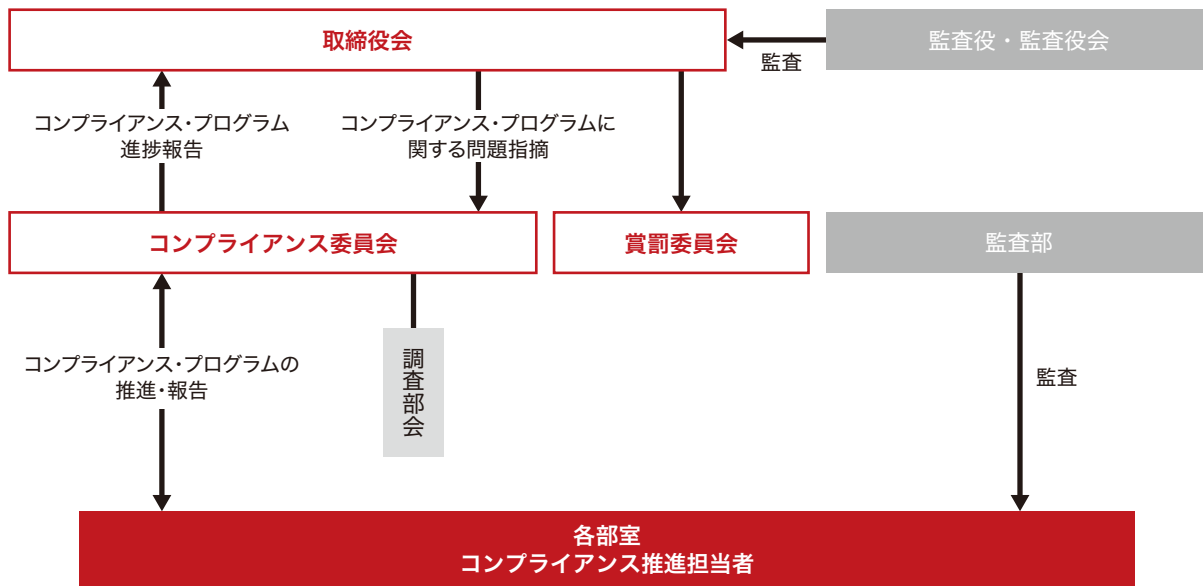 取締役会
監査役・監査役会
監査
コンプライアンス・プログラム
進捗報告
コンプライアンス・プログラムに
関する問題指摘
コンプライアンス委員会
賞罰委員会
監査部
コンプライアンス・プログラムの
推進・報告
調査部会
監査
各部室
コンプライアンス推進担当者